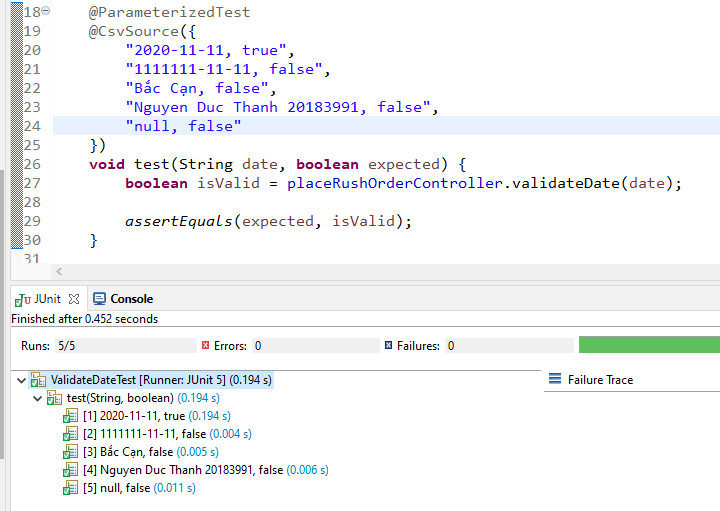 18 @ParameterizedTest
19 @CsvSource({
20 "2020-11-11, true",
21 "1111111-11-11, false",
22 "Bắc Cạn, false",
23 "Nguyen Duc Thanh 20183991, false",
24 "null, false"
25 })
26 void test(String date, boolean expected) {
27 boolean isValid = placeRushOrderController.validateDate(date);
28
29 assertEquals(expected, isValid);
30 }
31
JUnit Console
Finished after 0.452 seconds
Runs: 5/5 Errors: 0 Failures: 0
ValidateDateTest [Runner: JUnit 5] (0.194 s) Failure Trace
test(String, boolean) (0.194 s)
[1] 2020-11-11, true (0.194 s)
[2] 1111111-11-11, false (0.004 s)
[3] Bắc Cạn, false (0.005 s)
[4] Nguyen Duc Thanh 20183991, false (0.006 s)
[5] null, false (0.011 s)